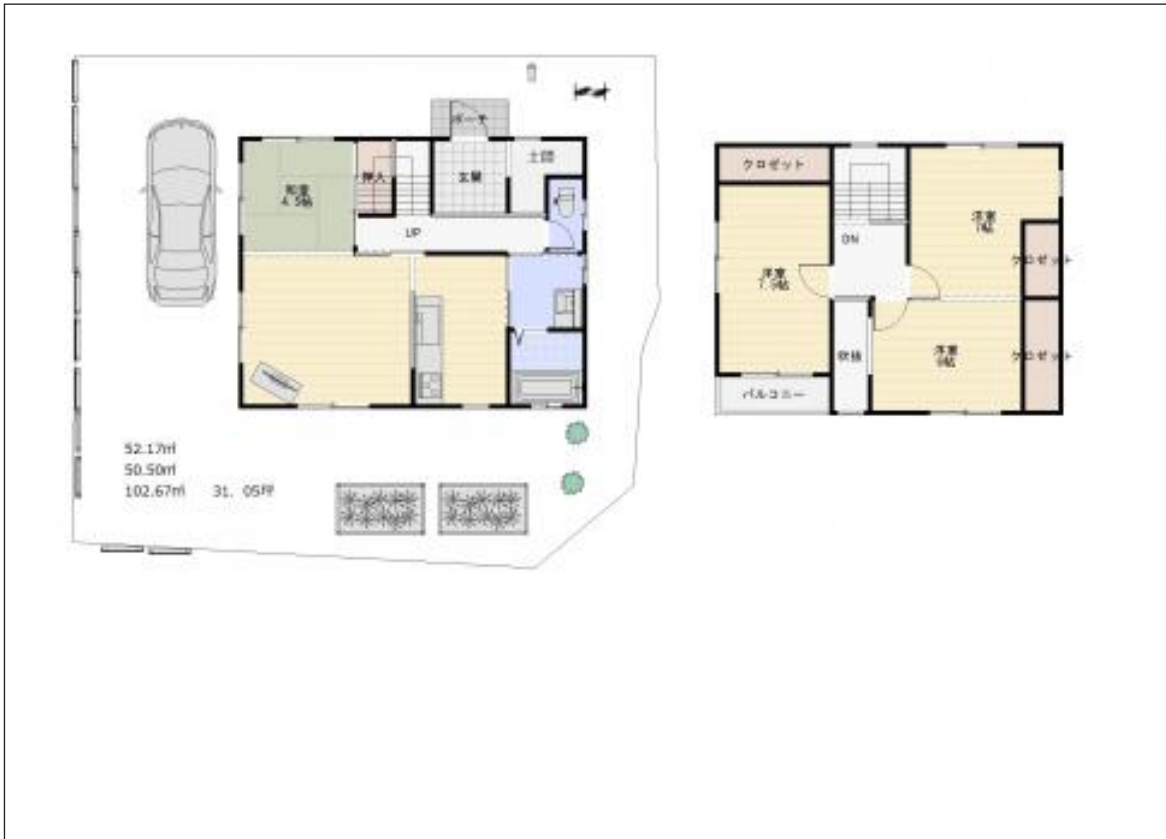 ポーチ
土間
玄関
押入
和室
4.5帖
UP
52.17㎡
50.50㎡
102.67㎡ 31. 05坪
クロゼット
DN
洋室
7帖
クロゼット
洋室
7.5帖
吹抜
洋室
6帖
クロゼット
バルコニー